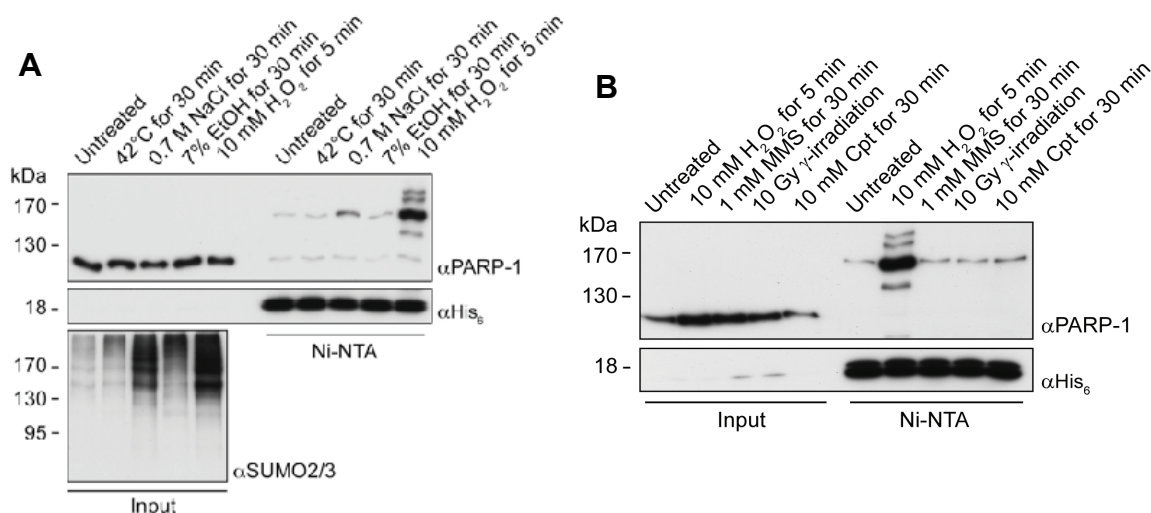 A
Untreated
42°C for 30 min
0.7 M NaCl for 30 min
7% EtOH for 30 min
10 mM H₂O₂ for 5 min
Untreated
42°C for 30 min
0.7 M NaCl for 30 min
7% EtOH for 30 min
10 mM H₂O₂ for 5 min
kDa
170 -
130 -
αPARP-1
18 -
αHis₆
Ni-NTA
170 -
130 -
95 -
αSUMO2/3
Input
B
Untreated
10 mM H₂O₂ for 5 min
1 mM MMS for 30 min
10 Gy γ-irradiation
10 mM Cpt for 30 min
Untreated
10 mM H₂O₂ for 5 min
1 mM MMS for 30 min
10 Gy γ-irradiation
10 mM Cpt for 30 min
kDa
170 -
130 -
αPARP-1
18 -
αHis₆
Input
Ni-NTA